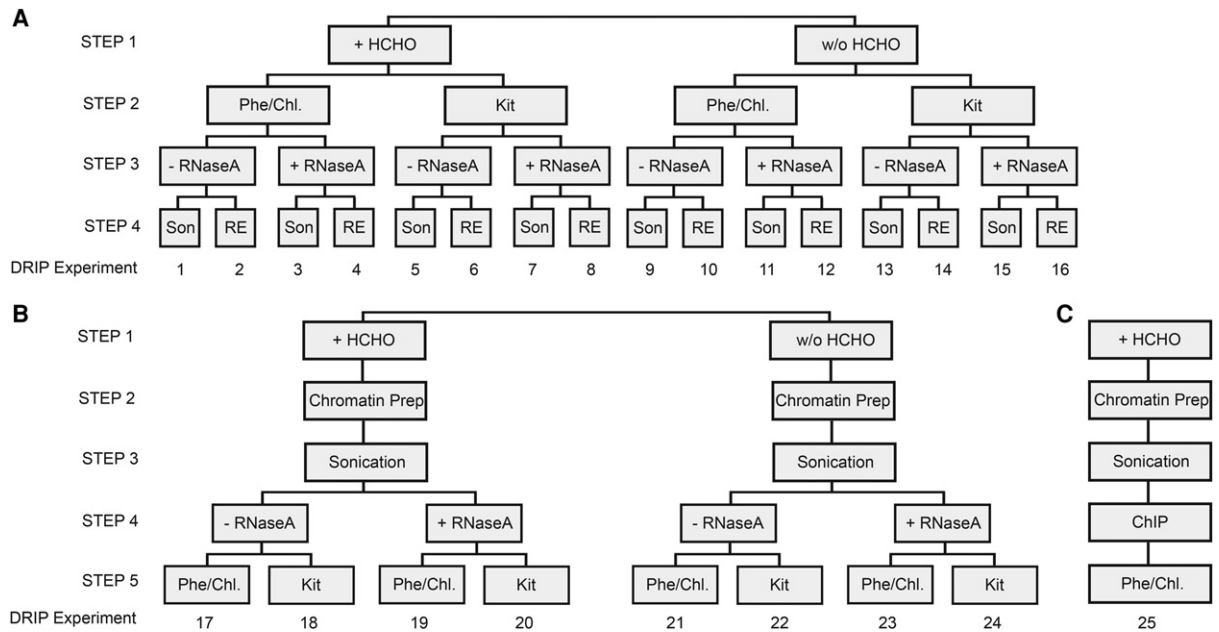 A
STEP 1 + HCHO w/o HCHO
STEP 2 Phe/Chl. Kit Phe/Chl. Kit
STEP 3 - RNaseA + RNaseA - RNaseA + RNaseA - RNaseA + RNaseA - RNaseA + RNaseA
STEP 4 Son RE Son RE Son RE Son RE Son RE Son RE Son RE Son RE
DRIP Experiment 1 2 3 4 5 6 7 8 9 10 11 12 13 14 15 16
B
STEP 1 + HCHO w/o HCHO
STEP 2 Chromatin Prep Chromatin Prep
STEP 3 Sonication Sonication
STEP 4 - RNaseA + RNaseA - RNaseA + RNaseA
STEP 5 Phe/Chl. Kit Phe/Chl. Kit Phe/Chl. Kit Phe/Chl. Kit
DRIP Experiment 17 18 19 20 21 22 23 24
C
+ HCHO
Chromatin Prep
Sonication
ChIP
Phe/Chl.
25